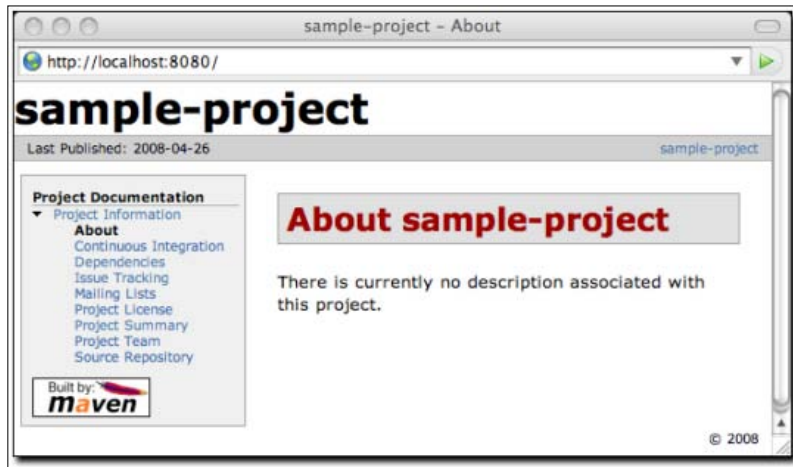 sample-project – About
http://localhost:8080/
sample-project
Last Published: 2008-04-26
sample-project
Project Documentation
Project Information
About
Continuous Integration
Dependencies
Issue Tracking
Mailing Lists
Project License
Project Summary
Project Team
Source Repository
Built by:
maven
About sample-project
There is currently no description associated with
this project.
© 2008